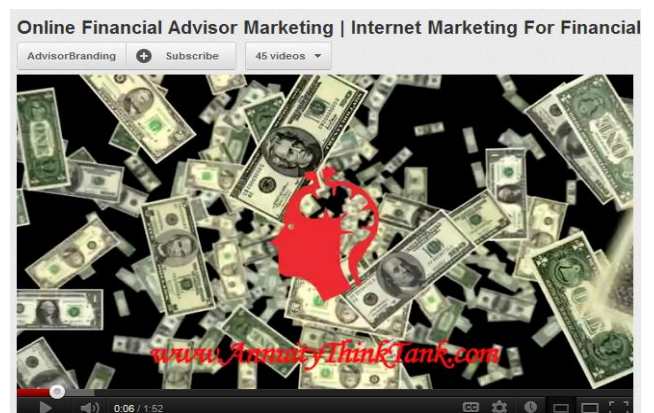 Online Financial Advisor Marketing | Internet Marketing For Financial
AdvisorBranding Subscribe 45 videos
www.AnnuityThinkTank.com
0:06 / 1:52
CC